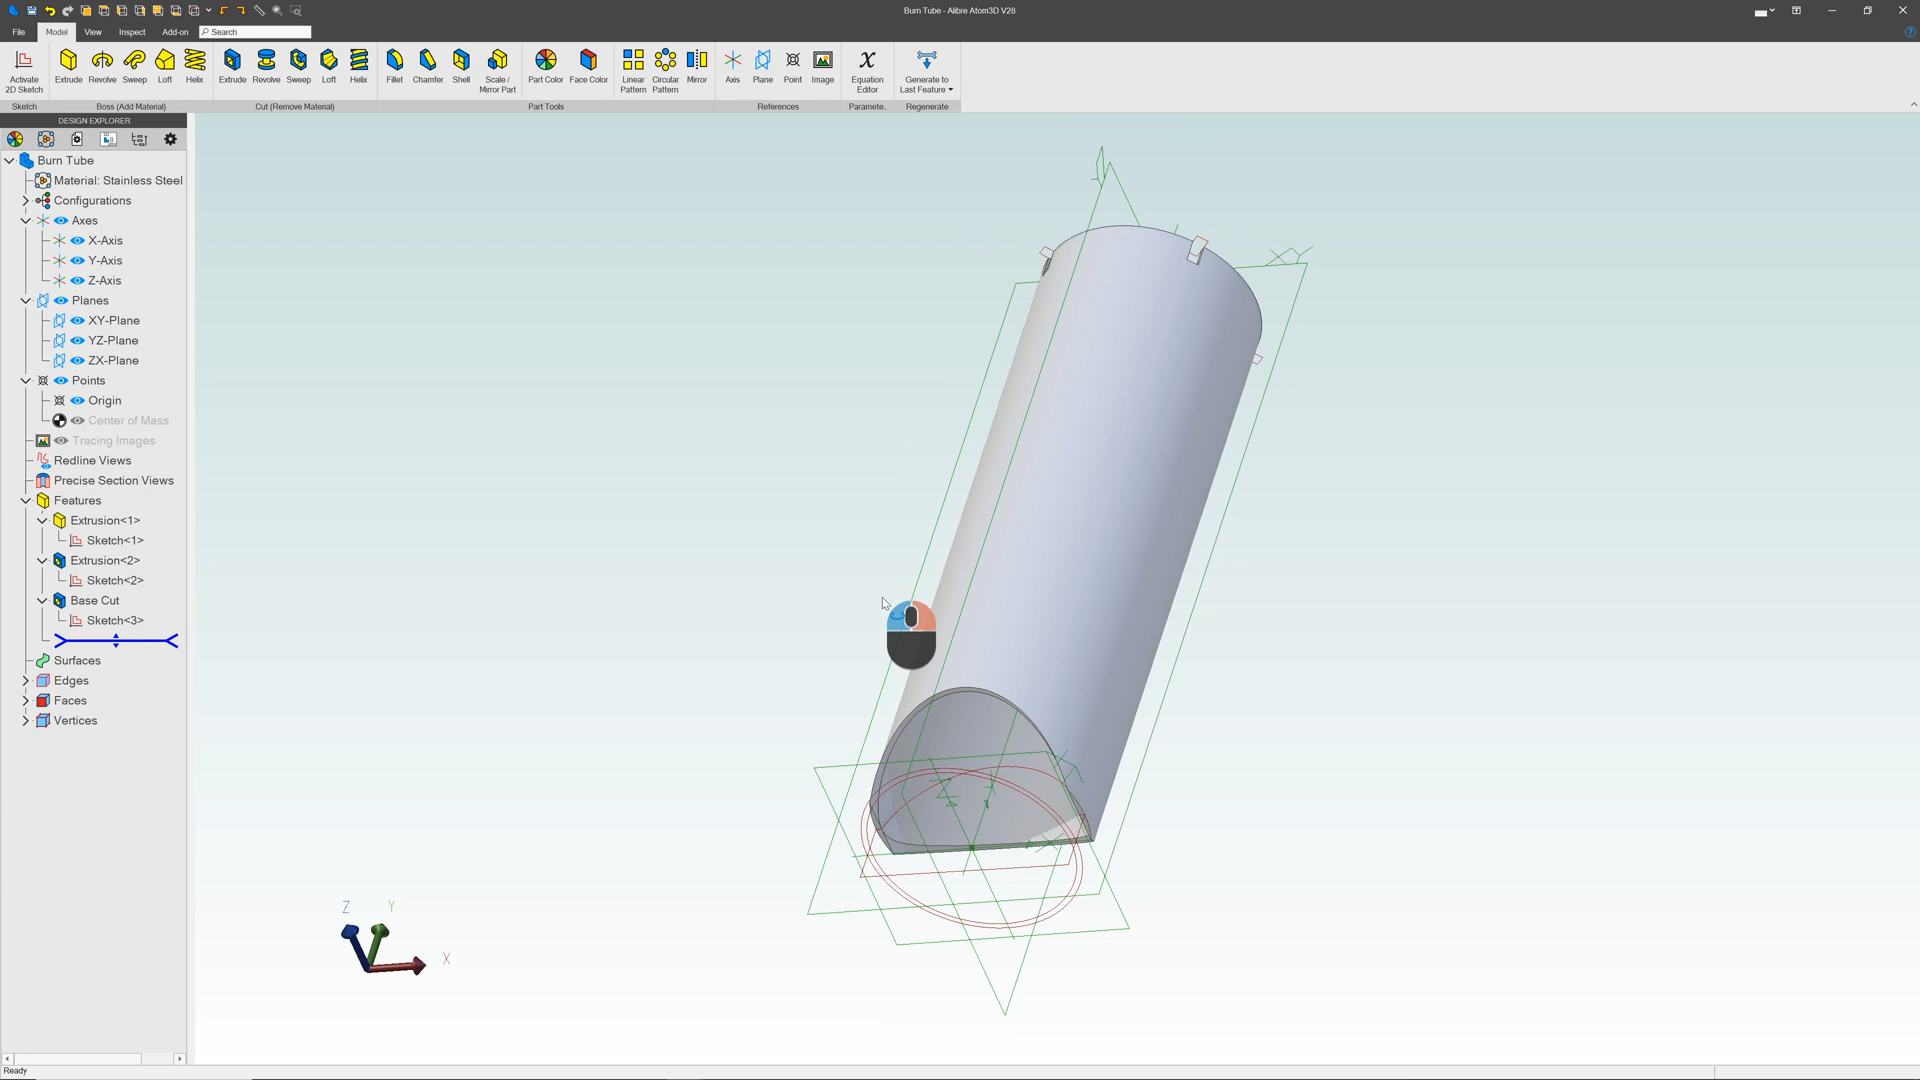 Burn Tube - Alibre Atom3D V28
File Model View Inspect Add-on Search
Activate 2D Sketch
Extrude Revolve Sweep Loft Helix
Extrude Revolve Sweep Loft Helix
Fillet Chamfer Shell Scale / Mirror Part Part Color Face Color Linear Pattern Circular Pattern Mirror
Axis Plane Point Image
Equation Editor
Generate to Last Feature
Sketch Boss (Add Material) Cut (Remove Material) Part Tools References Paramete.. Regenerate
DESIGN EXPLORER
Burn Tube
Material: Stainless Steel
Configurations
Axes
X-Axis
Y-Axis
Z-Axis
Planes
XY-Plane
YZ-Plane
ZX-Plane
Points
Origin
Center of Mass
Tracing Images
Redline Views
Precise Section Views
Features
Extrusion<1>
Sketch<1>
Extrusion<2>
Sketch<2>
Base Cut
Sketch<3>
Surfaces
Edges
Faces
Vertices
Z Y
X
Ready